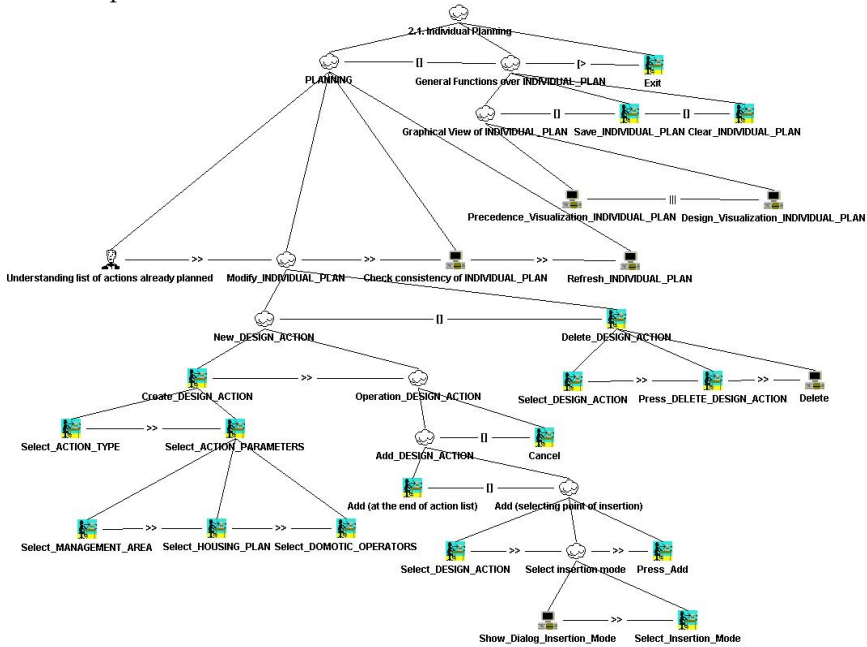 2.1. Individual Planning
[] [>
PLANNING General Functions over INDIVIDUAL_PLAN Exit
[] []
Graphical View of INDIVIDUAL_PLAN Save_INDIVIDUAL_PLAN Clear_INDIVIDUAL_PLAN
|||
Precedence_Visualization_INDIVIDUAL_PLAN Design_Visualization_INDIVIDUAL_PLAN
>> >> >>
Understanding list of actions already planned Modify_INDIVIDUAL_PLAN Check consistency of INDIVIDUAL_PLAN Refresh_INDIVIDUAL_PLAN
[]
New_DESIGN_ACTION Delete_DESIGN_ACTION
>> >> >>
Create_DESIGN_ACTION Operation_DESIGN_ACTION Select_DESIGN_ACTION Press_DELETE_DESIGN_ACTION Delete
>> []
Select_ACTION_TYPE Select_ACTION_PARAMETERS Add_DESIGN_ACTION Cancel
[]
Add (at the end of action list) Add (selecting point of insertion)
>> >> >> >>
Select_MANAGEMENT_AREA Select_HOUSING_PLAN Select_DOMOTIC_OPERATORS Select_DESIGN_ACTION Select insertion mode Press_Add
>>
Show_Dialog_Insertion_Mode Select_Insertion_Mode